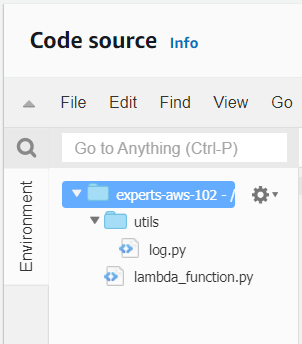 Code source Info
File Edit Find View Go
Go to Anything (Ctrl-P)
Environment
experts-aws-102 - /
utils
log.py
lambda_function.py